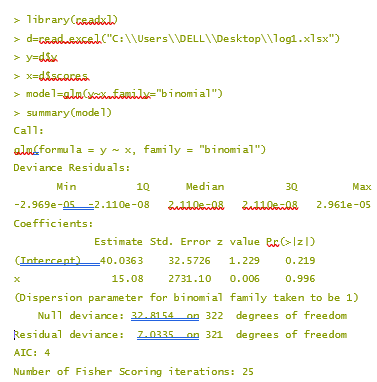 > library(readxl)
> d=read_excel("C:\\Users\\DELL\\Desktop\\log1.xlsx")
> y=d$y
> x=d$scores
> model=glm(y~x,family="binomial")
> summary(model)
Call:
glm(formula = y ~ x, family = "binomial")
Deviance Residuals:
Min 1Q Median 3Q Max
-2.969e-05 2.110e-08 2.110e-08 2.110e-08 2.961e-05
Coefficients:
Estimate Std. Error z value Pr(>|z|)
(Intercept) 40.0363 32.5726 1.229 0.219
x 15.08 2731.10 0.006 0.996
(Dispersion parameter for binomial family taken to be 1)
Null deviance: 32.8154 on 322 degrees of freedom
Residual deviance: 7.0335 on 321 degrees of freedom
AIC: 4
Number of Fisher Scoring iterations: 25